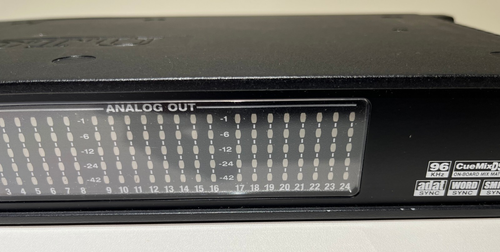 ANALOG OUT
-1 -1
-6 -6
-12 -12
-24 -24
-42 -42
3 4 5 6 7 8 9 10 11 12 13 14 15 16 17 18 19 20 21 22 23 24
96 KHz
CueMix
ON-BOARD MIX
adat SYNC
WORD SYNC